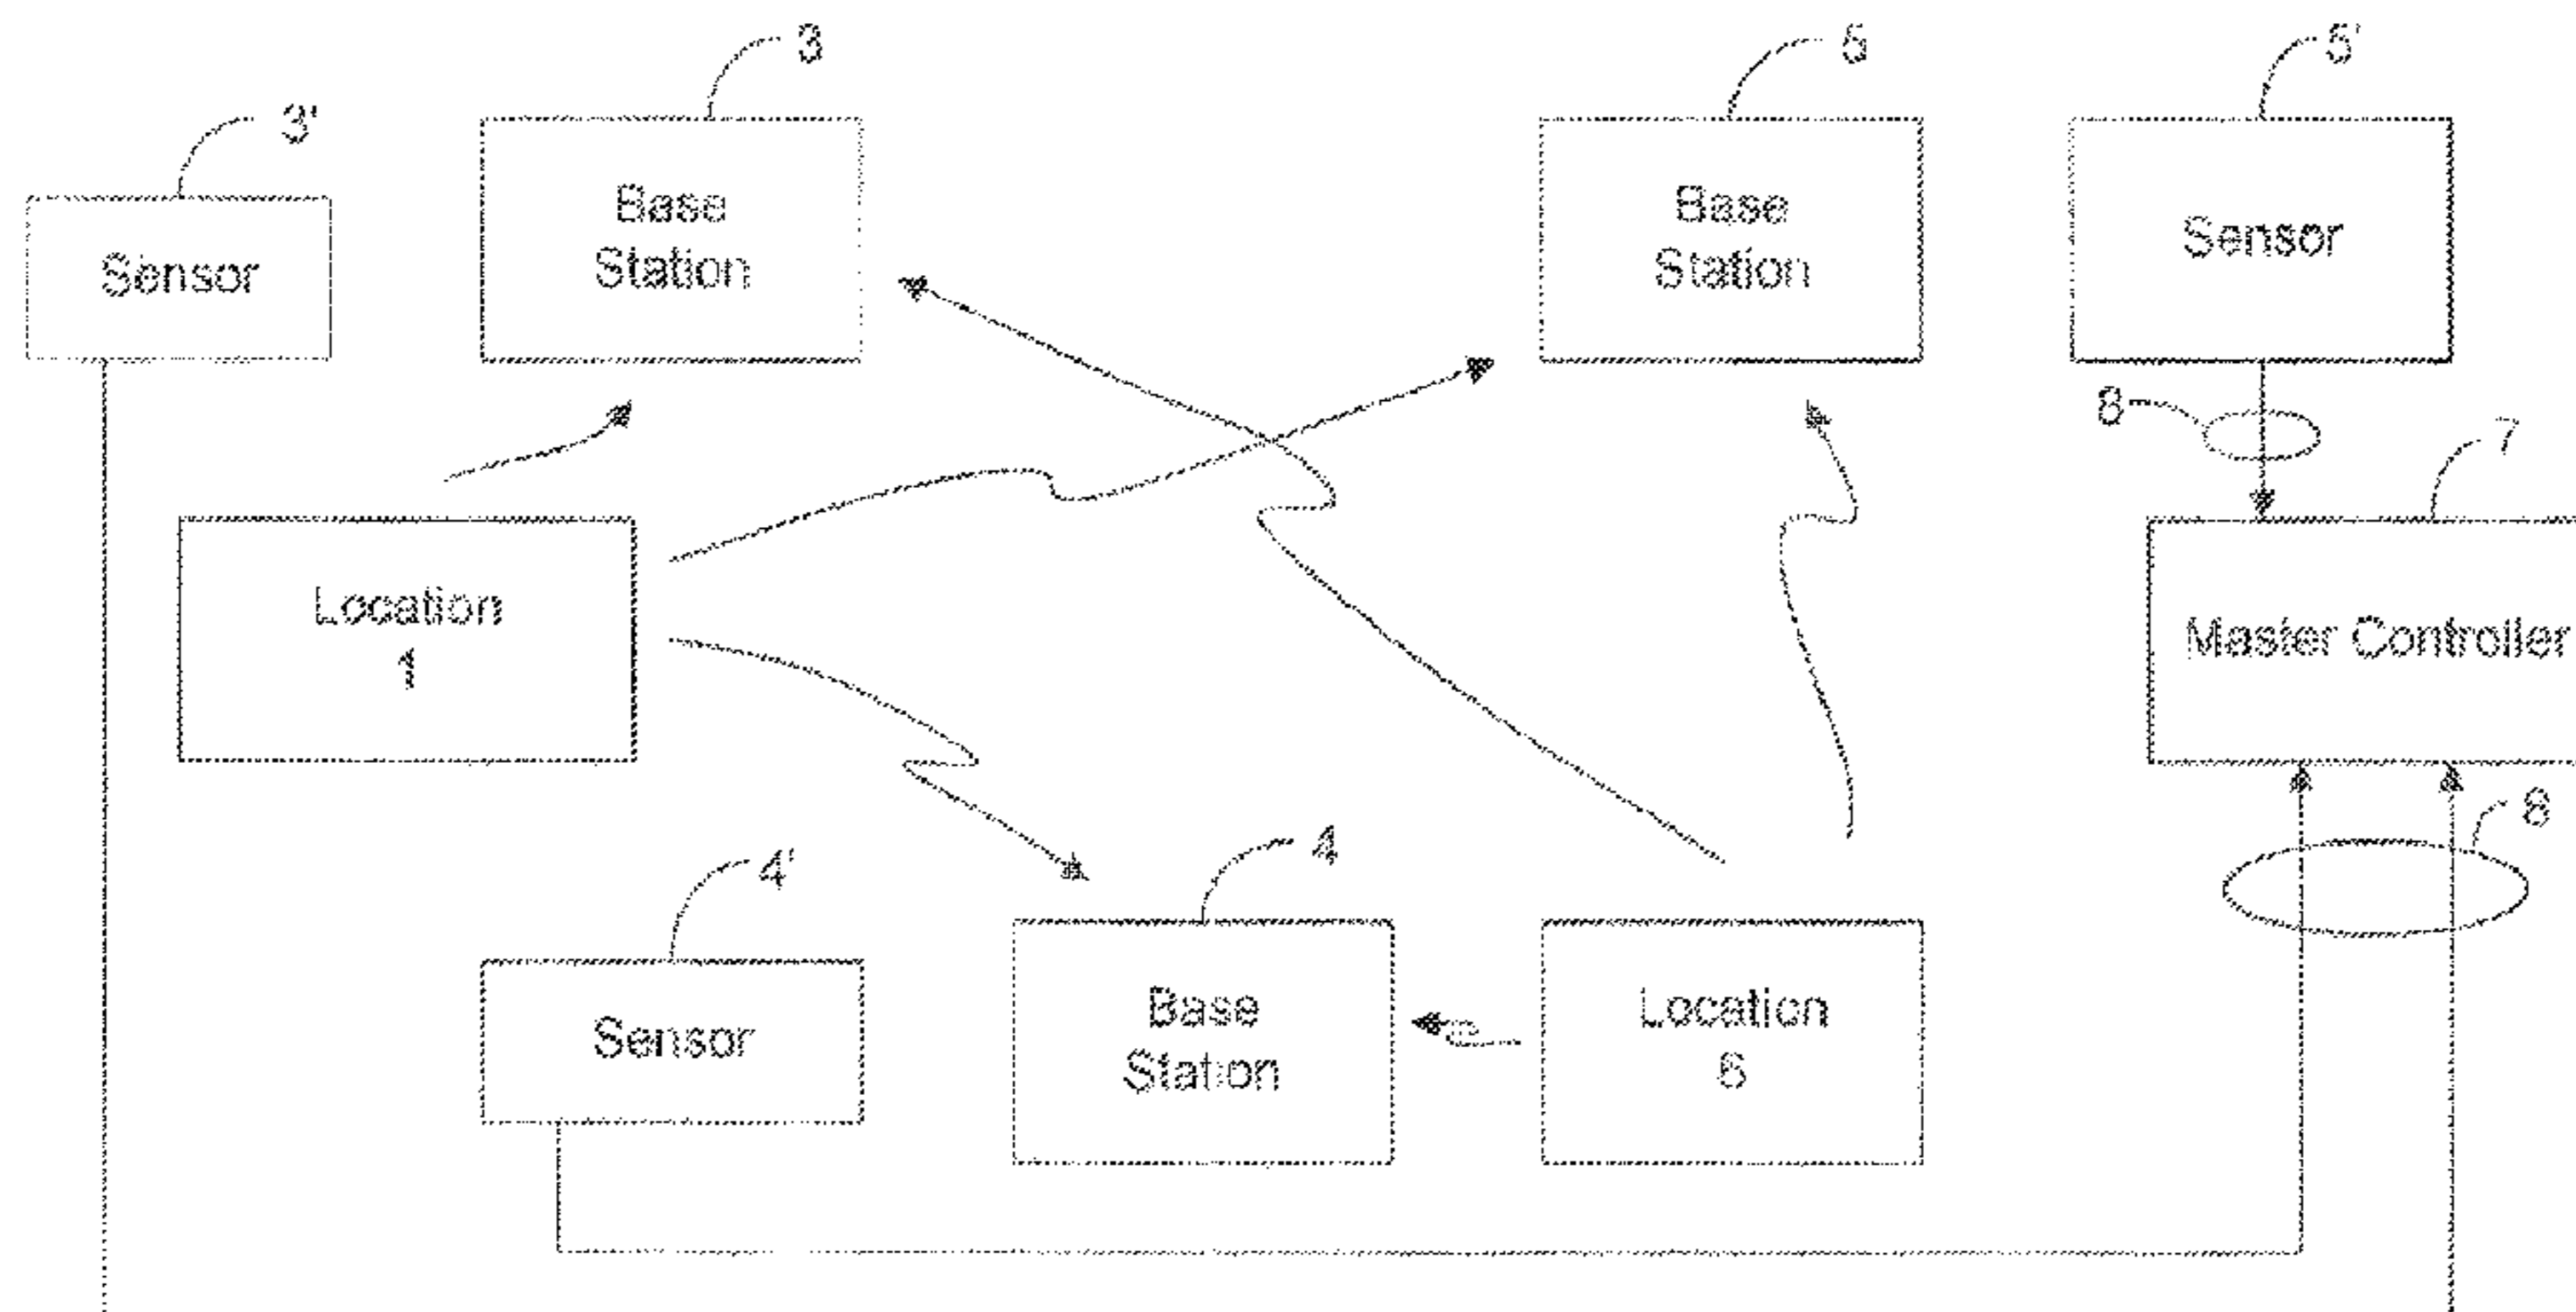 3
5
5'
3'
Base
Station
Base
Station
Sensor
Sensor
8
7
Location
1
Master Controller
8
4'
4
Sensor
Base
Station
Location
6